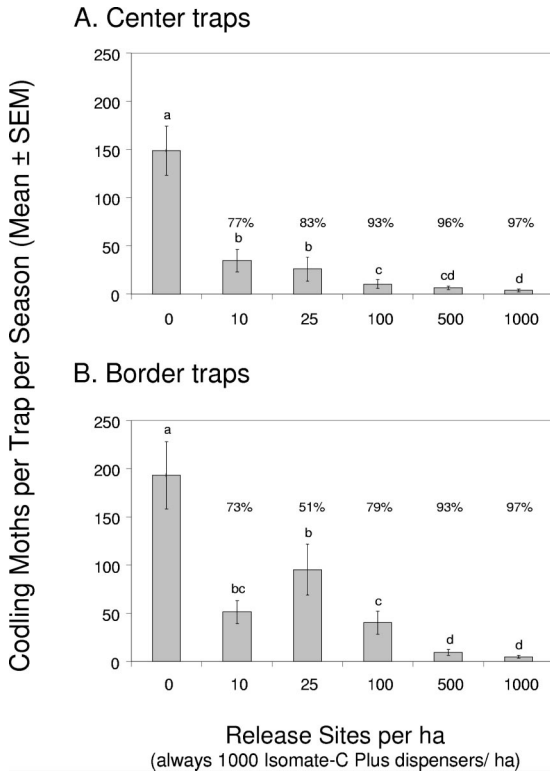 A. Center traps
Codling Moths per Trap per Season (Mean ± SEM)
250
200
150
100
50
0
a
77%
83%
93%
96%
97%
b
b
c
cd
d
0 10 25 100 500 1000
B. Border traps
250
200
150
100
50
0
a
73%
51%
79%
93%
97%
bc
b
c
d
d
0 10 25 100 500 1000
Release Sites per ha
(always 1000 Isomate-C Plus dispensers/ ha)